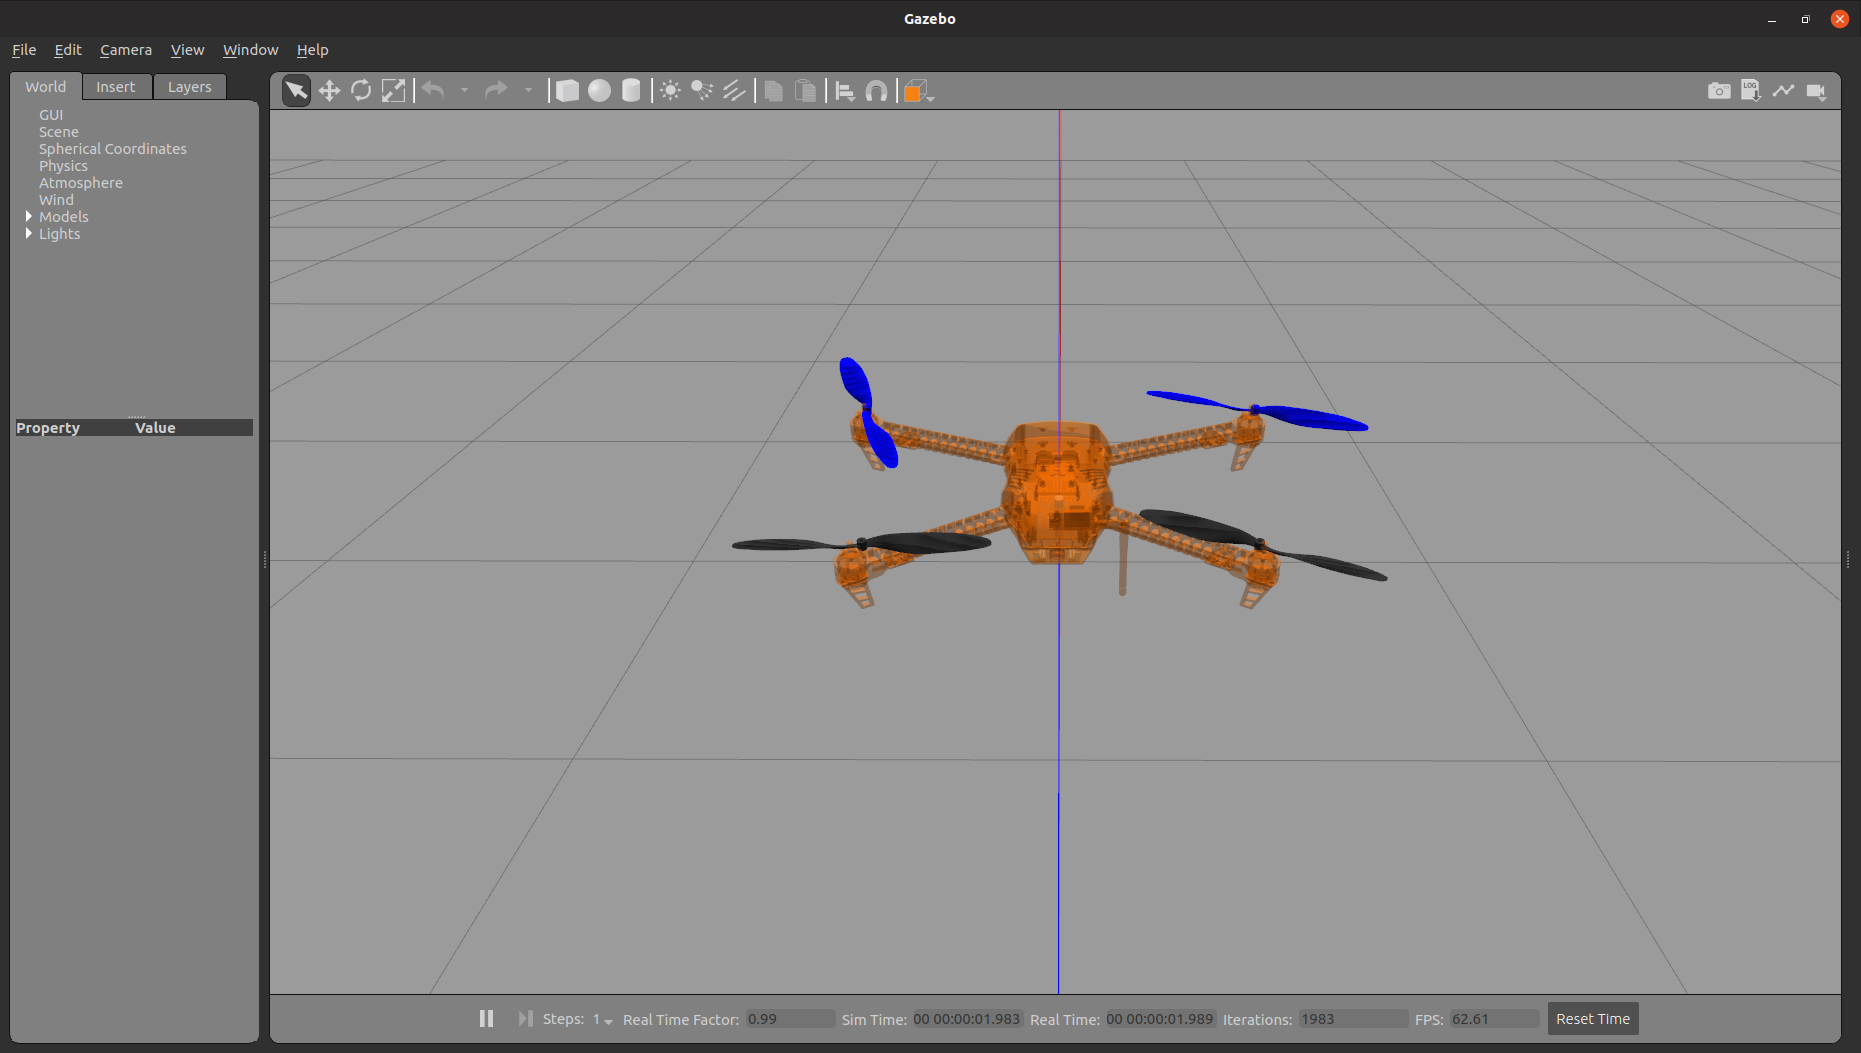 Gazebo
File Edit Camera View Window Help
World Insert Layers
LOG
GUI
Scene
Spherical Coordinates
Physics
Atmosphere
Wind
Models
Lights
Property Value
Steps: 1 Real Time Factor: 0.99 Sim Time: 00 00:00:01.983 Real Time: 00 00:00:01.989 Iterations: 1983 FPS: 62.61 Reset Time